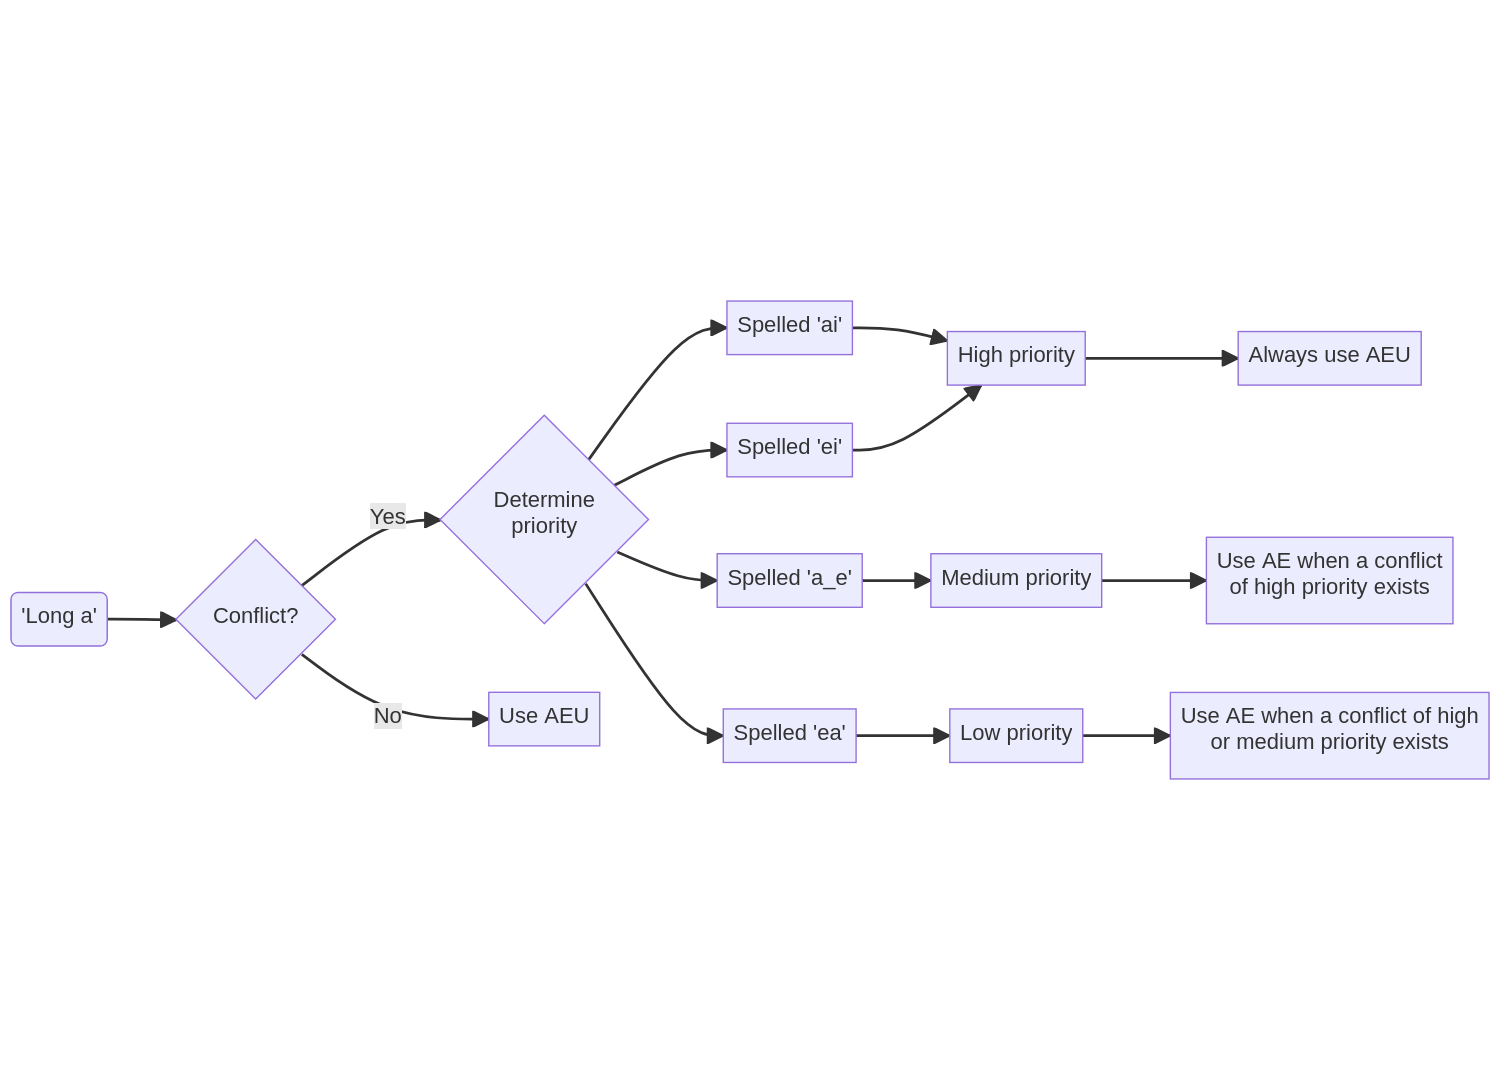 'Long a'
Conflict?
Yes
No
Determine
priority
Use AEU
Spelled 'ai'
Spelled 'ei'
High priority
Always use AEU
Spelled 'a_e'
Medium priority
Use AE when a conflict
of high priority exists
Spelled 'ea'
Low priority
Use AE when a conflict of high
or medium priority exists